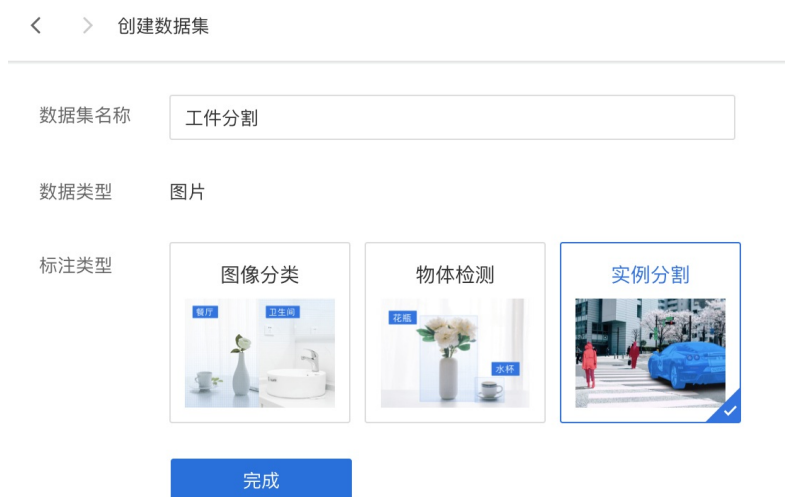 创建数据集
数据集名称
工件分割
数据类型
图片
标注类型
图像分类
物体检测
实例分割
餐厅
卫生间
花瓶
水杯
完成